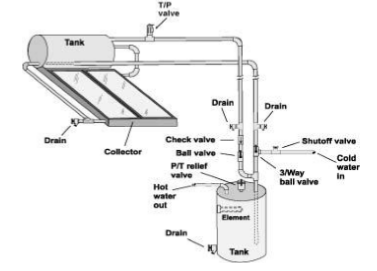 T/P
valve
Tank
Drain
Drain
Drain
Collector
Check valve
Ball valve
Shutoff valve
Cold
water
in
P/T relief
valve
3/Way
ball valve
Hot
water
out
Element
Drain
Tank